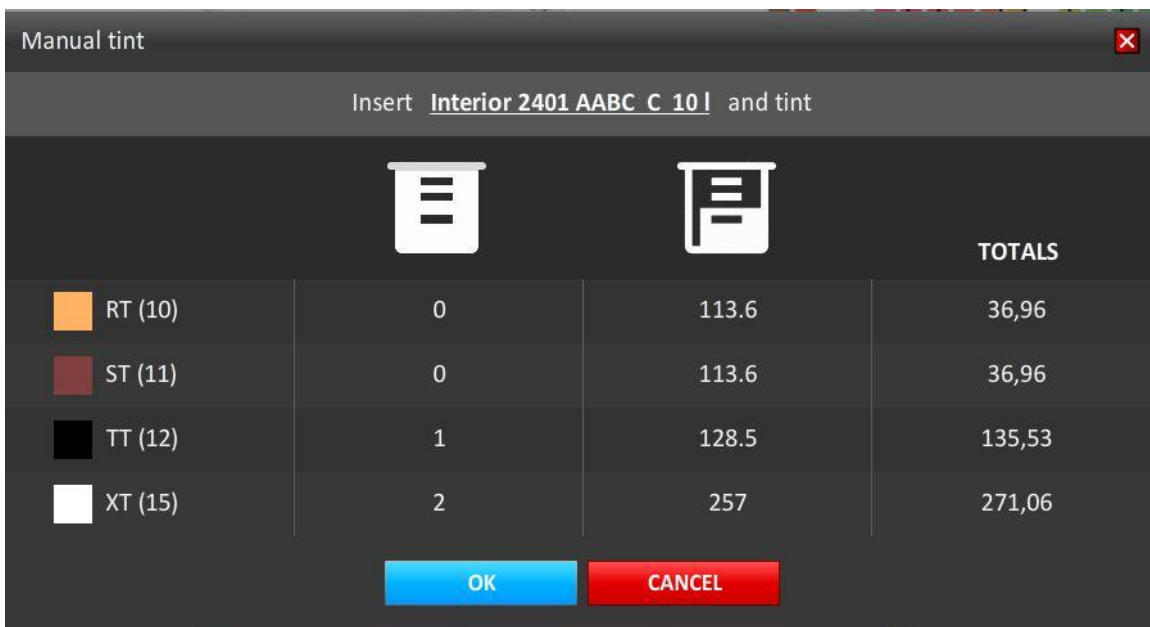 Manual tint
Insert Interior 2401 AABC C 10 l and tint
TOTALS
RT (10) 0 113.6 36,96
ST (11) 0 113.6 36,96
TT (12) 1 128.5 135,53
XT (15) 2 257 271,06
OK CANCEL